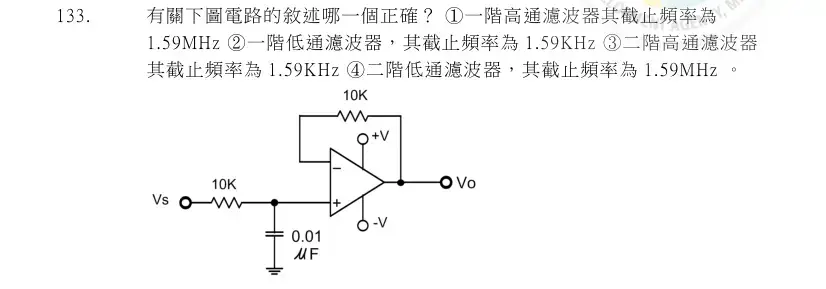 133. 有關下圖電路的敘述哪一個正確？ ①一階高通濾波器其截止頻率為
1.59MHz ②一階低通濾波器，其截止頻率為 1.59KHz ③二階高通濾波器
其截止頻率為 1.59KHz ④二階低通濾波器，其截止頻率為 1.59MHz 。
10K
+V
10K
Vs
Vo
-V
0.01
μF